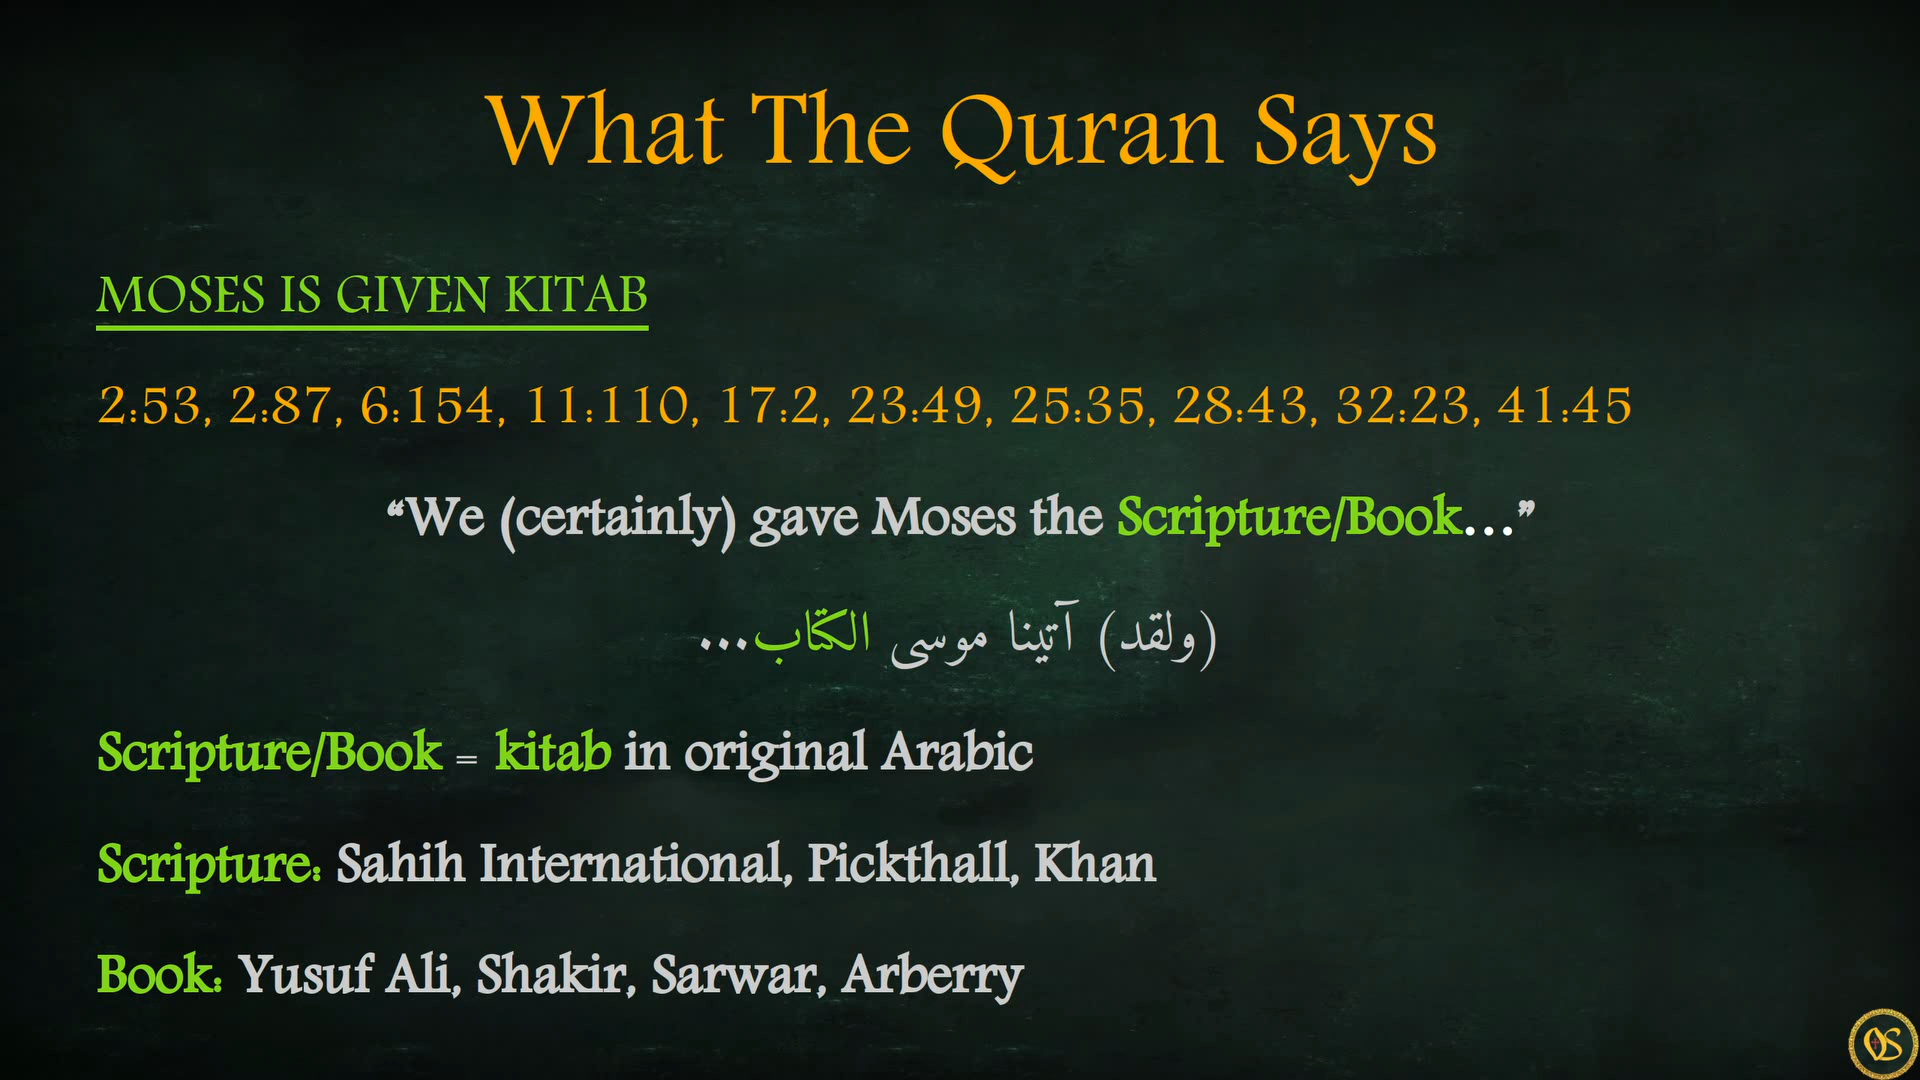 What The Quran Says
MOSES IS GIVEN KITAB
2:53, 2:87, 6:154, 11:110, 17:2, 23:49, 25:35, 28:43, 32:23, 41:45
“We (certainly) gave Moses the Scripture/Book…”
(ولقد) آتينا موسى الكتاب...
Scripture/Book = kitab in original Arabic
Scripture: Sahih International, Pickthall, Khan
Book: Yusuf Ali, Shakir, Sarwar, Arberry